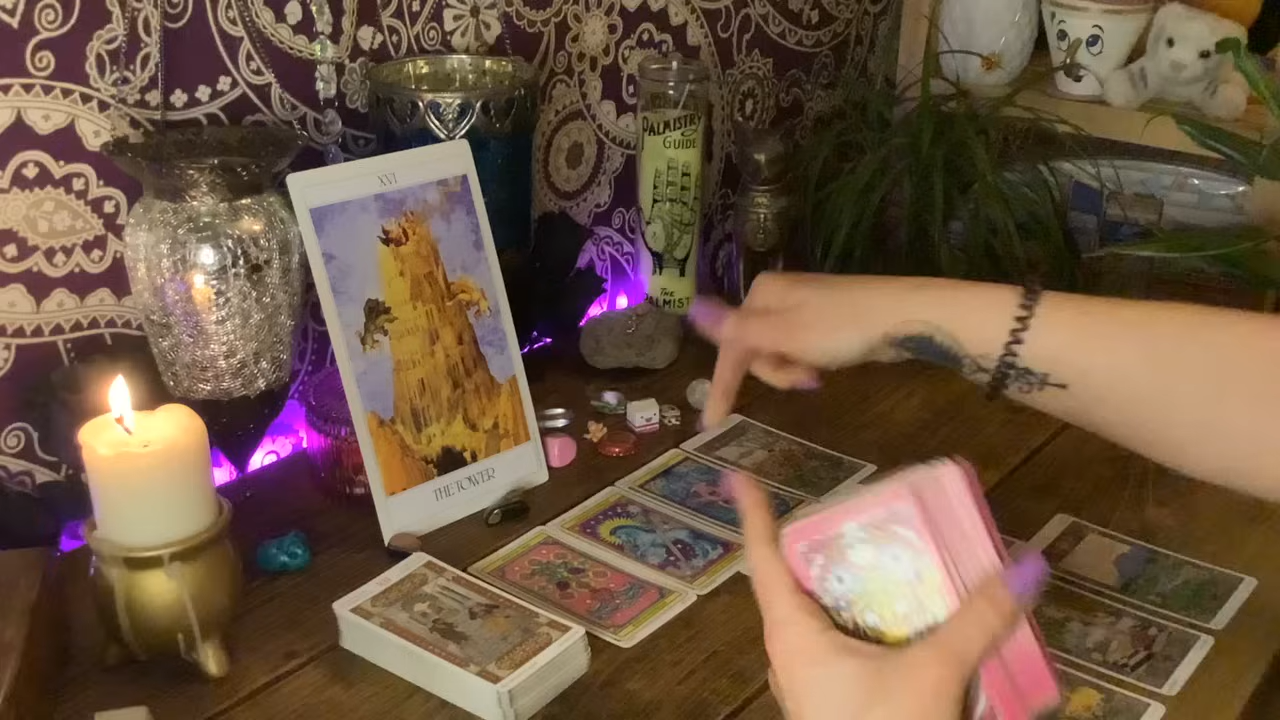 XVI
THE TOWER
PALMISTRY
GUIDE
THE
PALMIST